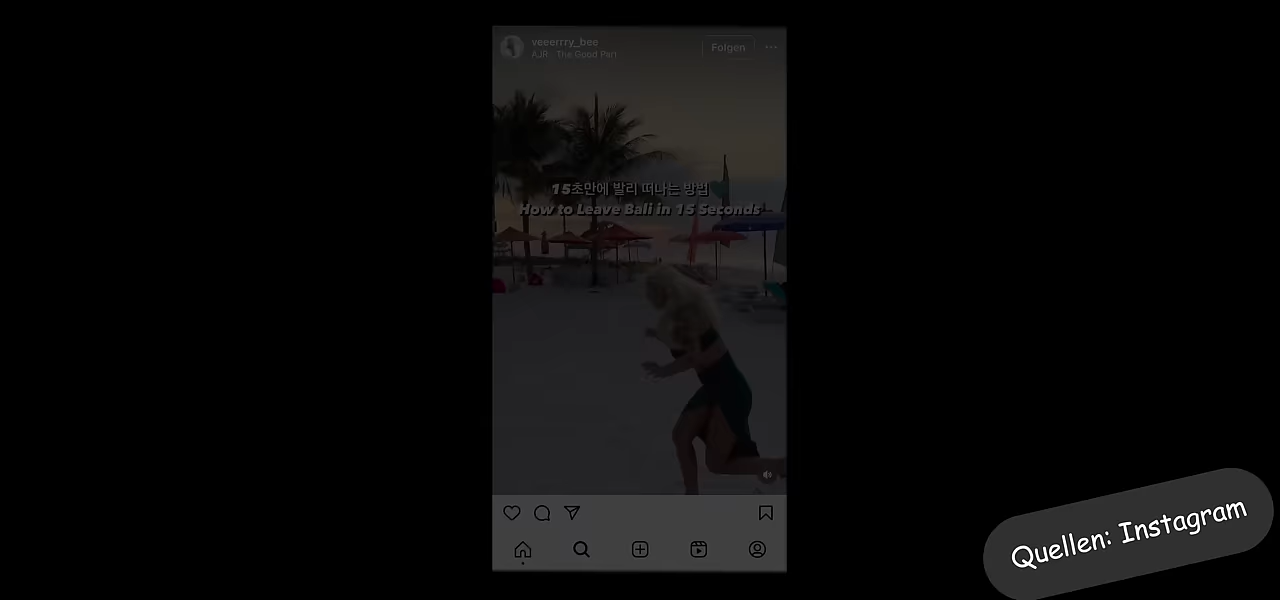 veeerrry_bee
AJR · The Good Part
Folgen
15초만에 발리 떠나는 방법
How to Leave Bali in 15 Seconds
Quellen: Instagram